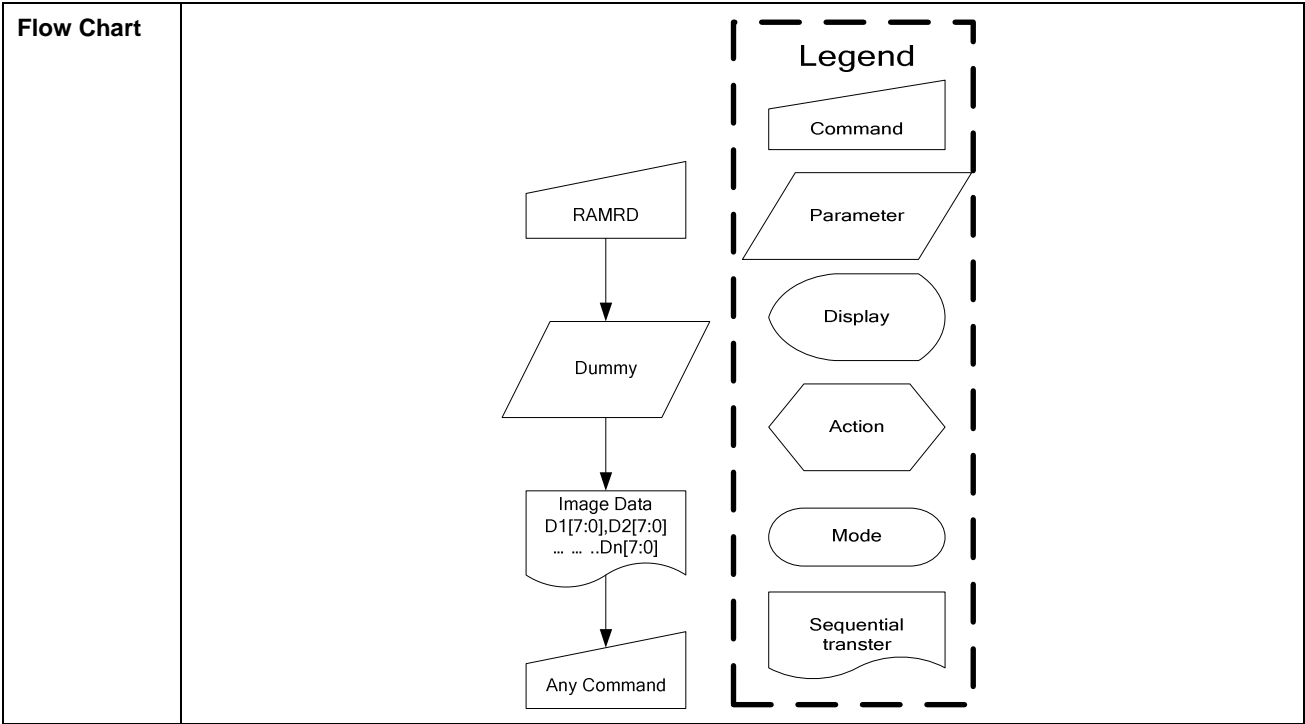 Flow Chart
RAMRD
Dummy
Image Data
D1[7:0],D2[7:0]
... ... ..Dn[7:0]
Any Command
Legend
Command
Parameter
Display
Action
Mode
Sequential
transter